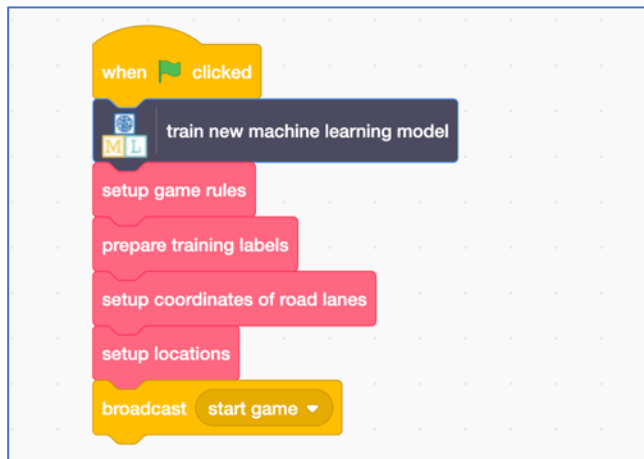 when clicked
M L train new machine learning model
setup game rules
prepare training labels
setup coordinates of road lanes
setup locations
broadcast start game